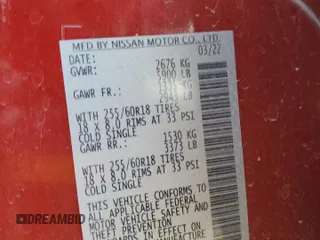 MFD BY NISSAN MOTOR CO., LTD.
DATE: 03/22
GVWR: 2676 KG
5900 LB
GAWR FR:
LB
WITH 255/60R18 TIRES
18 X 8.0 RIMS AT 33 PSI
COLD SINGLE
GAWR RR: 1530 KG
3373 LB
WITH 255/60R18 TIRES
18 X 8.0 RIMS AT 33 PSI
COLD SINGLE
THIS VEHICLE CONFORMS TO
ALL APPLICABLE FEDERAL
MOTOR VEHICLE SAFETY AND
THEFT PREVENTION
DREAMBID